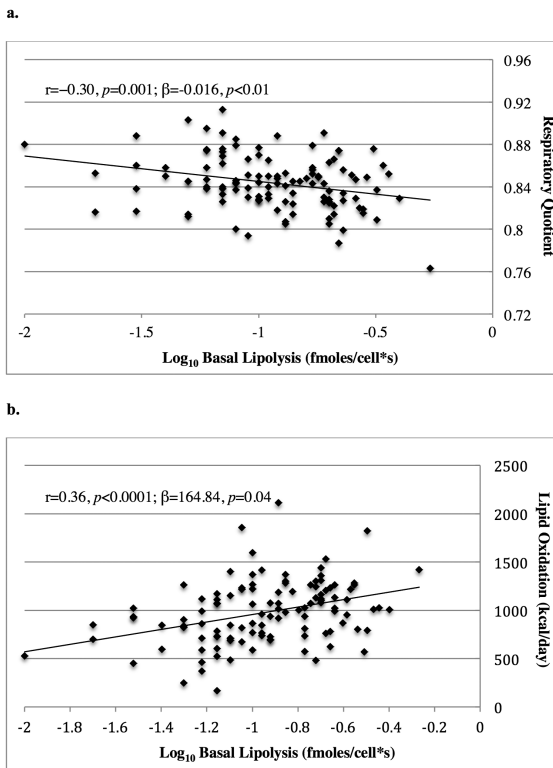 a.
r=−0.30, p=0.001; β=-0.016, p<0.01
0.96
0.92
0.88
0.84
0.8
0.76
0.72
Respiratory Quotient
-2 -1.5 -1 -0.5 0
Log10 Basal Lipolysis (fmoles/cell*s)
b.
r=0.36, p<0.0001; β=164.84, p=0.04
2500
2000
1500
1000
500
0
Lipid Oxidation (kcal/day)
-2 -1.8 -1.6 -1.4 -1.2 -1 -0.8 -0.6 -0.4 -0.2 0
Log10 Basal Lipolysis (fmoles/cell*s)